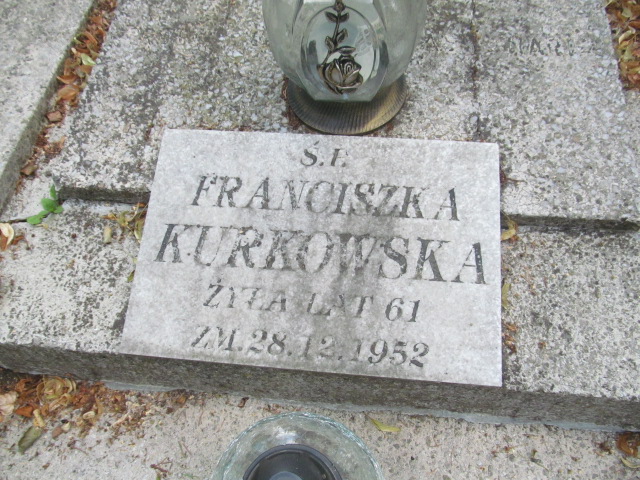 Ś.P.
FRANCISZKA
KURKOWSKA
ŻYŁA LAT 61
ZM.28.12.1952